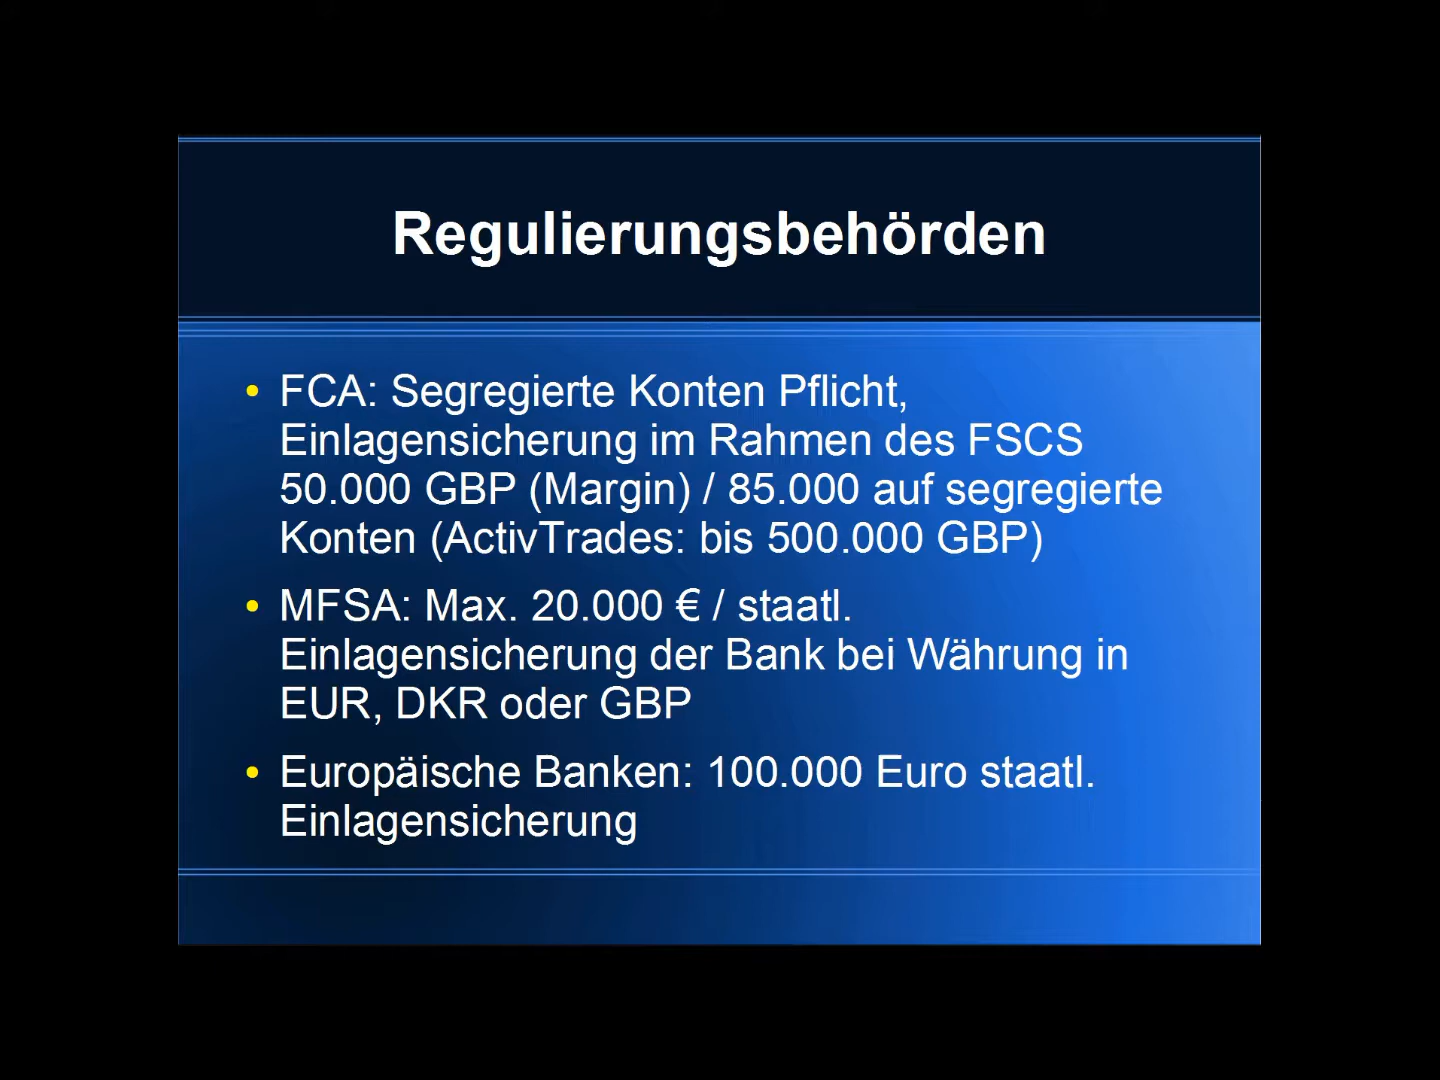 Regulierungsbehörden
• FCA: Segregierte Konten Pflicht,
Einlagensicherung im Rahmen des FSCS
50.000 GBP (Margin) / 85.000 auf segregierte
Konten (ActivTrades: bis 500.000 GBP)
• MFSA: Max. 20.000 € / staatl.
Einlagensicherung der Bank bei Währung in
EUR, DKR oder GBP
• Europäische Banken: 100.000 Euro staatl.
Einlagensicherung